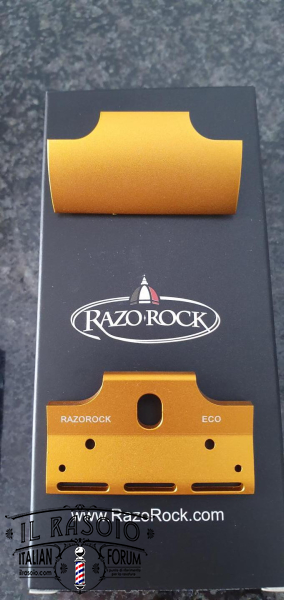 RAZOROCK
RAZOROCK ECO
www.RazoRock.com
IL RASOIO
ITALIAN FORUM
ilrasoio.com